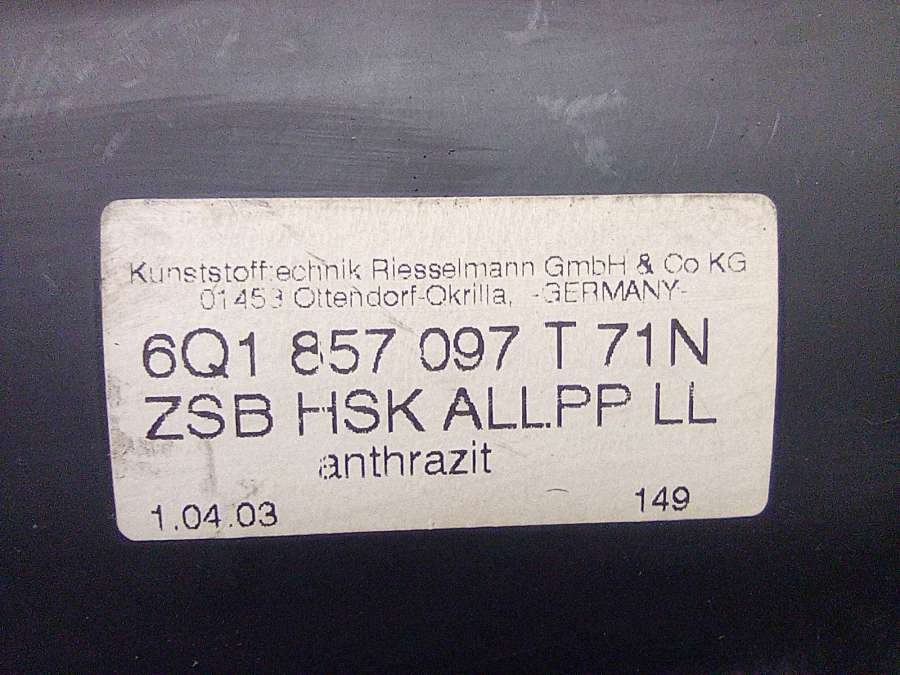 Kunststofftechnik Riesselmann GmbH & Co KG
01453 Ottendorf-Okrilla, -GERMANY-
6Q1 857 097 T 71N
ZSB HSK ALL.PP LL
anthrazit
1.04.03 149